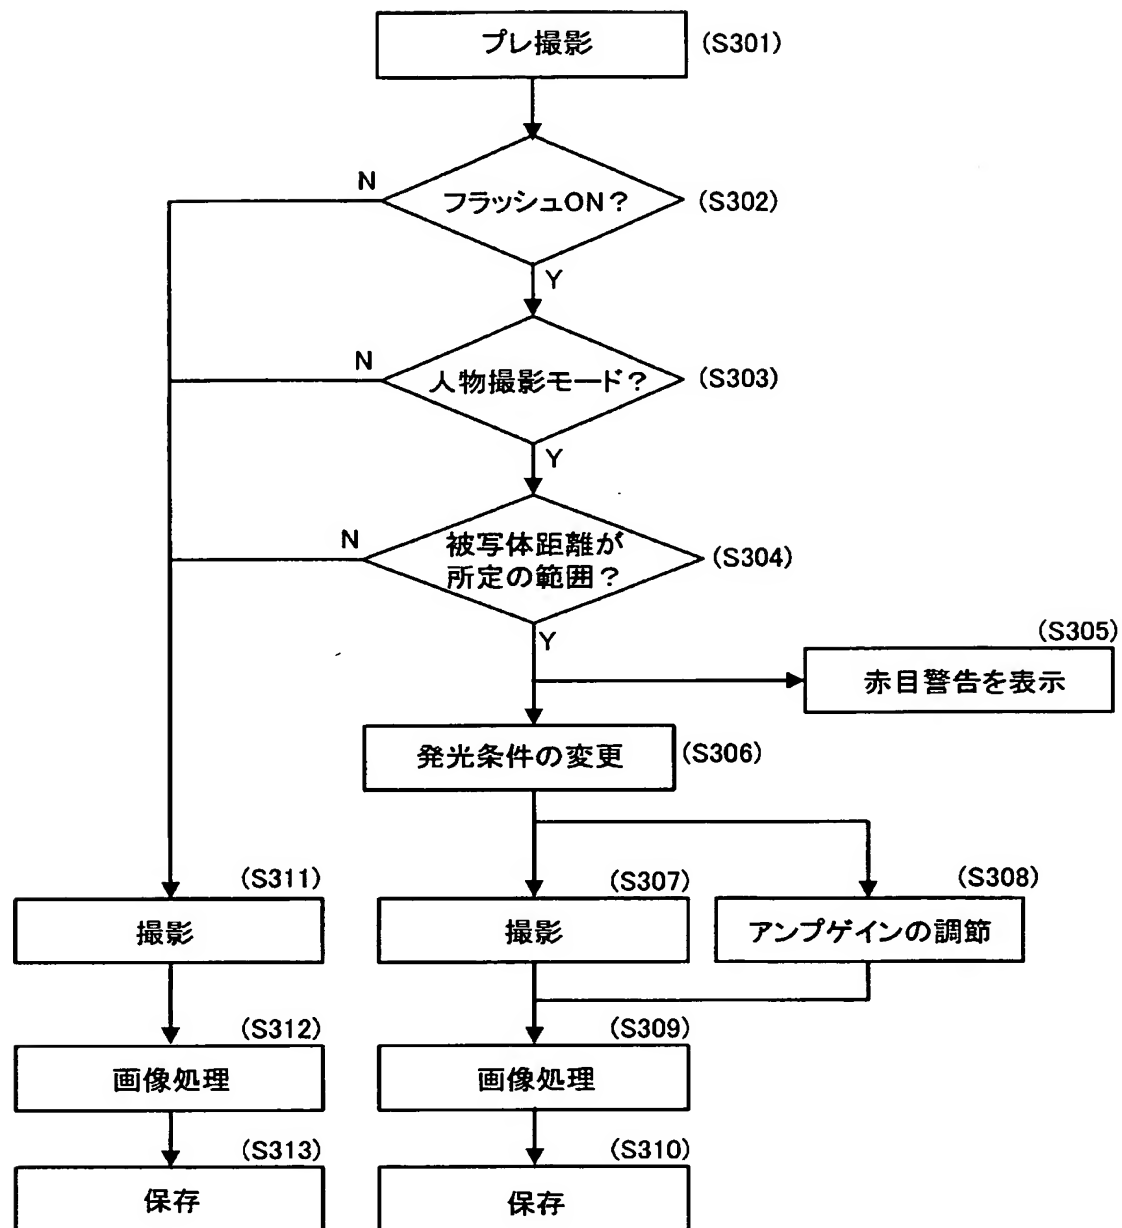 プレ撮影
(S301)
N
フラッシュON?
(S302)
Y
N
人物撮影モード?
(S303)
Y
N
被写体距離が
所定の範囲?
(S304)
Y
(S305)
赤目警告を表示
発光条件の変更
(S306)
(S311)
撮影
(S307)
撮影
(S308)
アンプゲインの調節
(S312)
画像処理
(S309)
画像処理
(S313)
保存
(S310)
保存